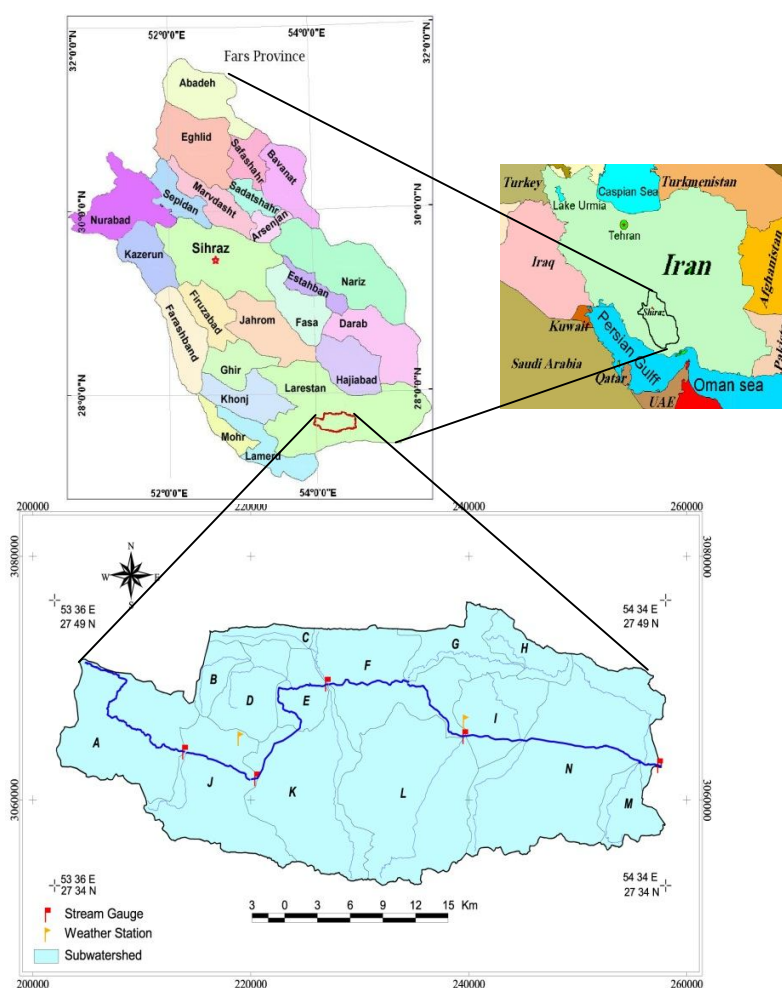 52°0'0"E
54°0'0"N
32°0'0"N
32°0'0"N
Fars Province
Abadeh
Eghlid
Safashahr
Bavanat
Marvdasht
Sadatshahr
Sepidan
Arsenjan
Nurabad
30°0'0"N
30°0'0"N
Kazerun
Sihraz
Estahban
Nariz
Firuzabad
Farashband
Jahrom
Fasa
Darab
Ghir
Larestan
Hajiabad
Khonj
28°0'0"N
28°0'0"N
Mohr
Lamerd
52°0'0"E
54°0'0"E
Turkey
Caspian Sea
Turkmenistan
Lake Urmia
Tehran
Iraq
Iran
Afghanistan
Shiraz
Kuwait
Persian Gulff
Saudi Arabia
Qatar
UAE
Oman sea
200000
220000
240000
260000
3080000
3080000
N
W
E
S
53 36 E
27 49 N
54 34 E
27 49 N
C
F
G
H
B
D
E
I
A
J
K
L
N
M
3060000
3060000
53 36 E
27 34 N
54 34 E
27 34 N
3 0 3 6 9 12 15 Km
Stream Gauge
Weather Station
Subwatershed
200000
220000
240000
260000